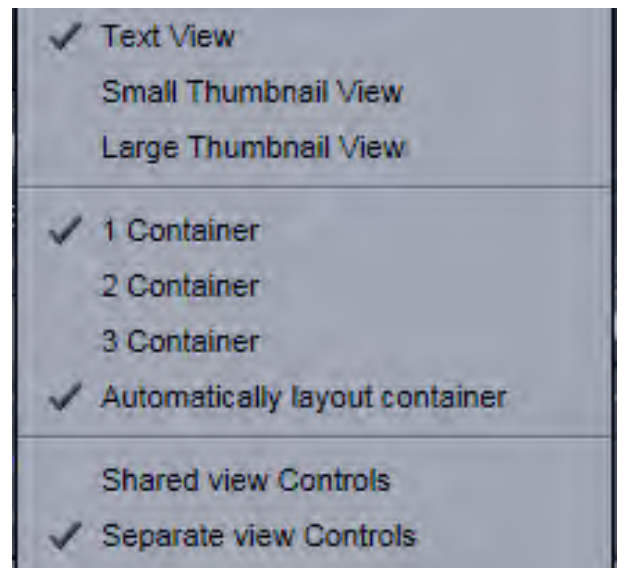 Text View
Small Thumbnail View
Large Thumbnail View
1 Container
2 Container
3 Container
Automatically layout container
Shared view Controls
Separate view Controls